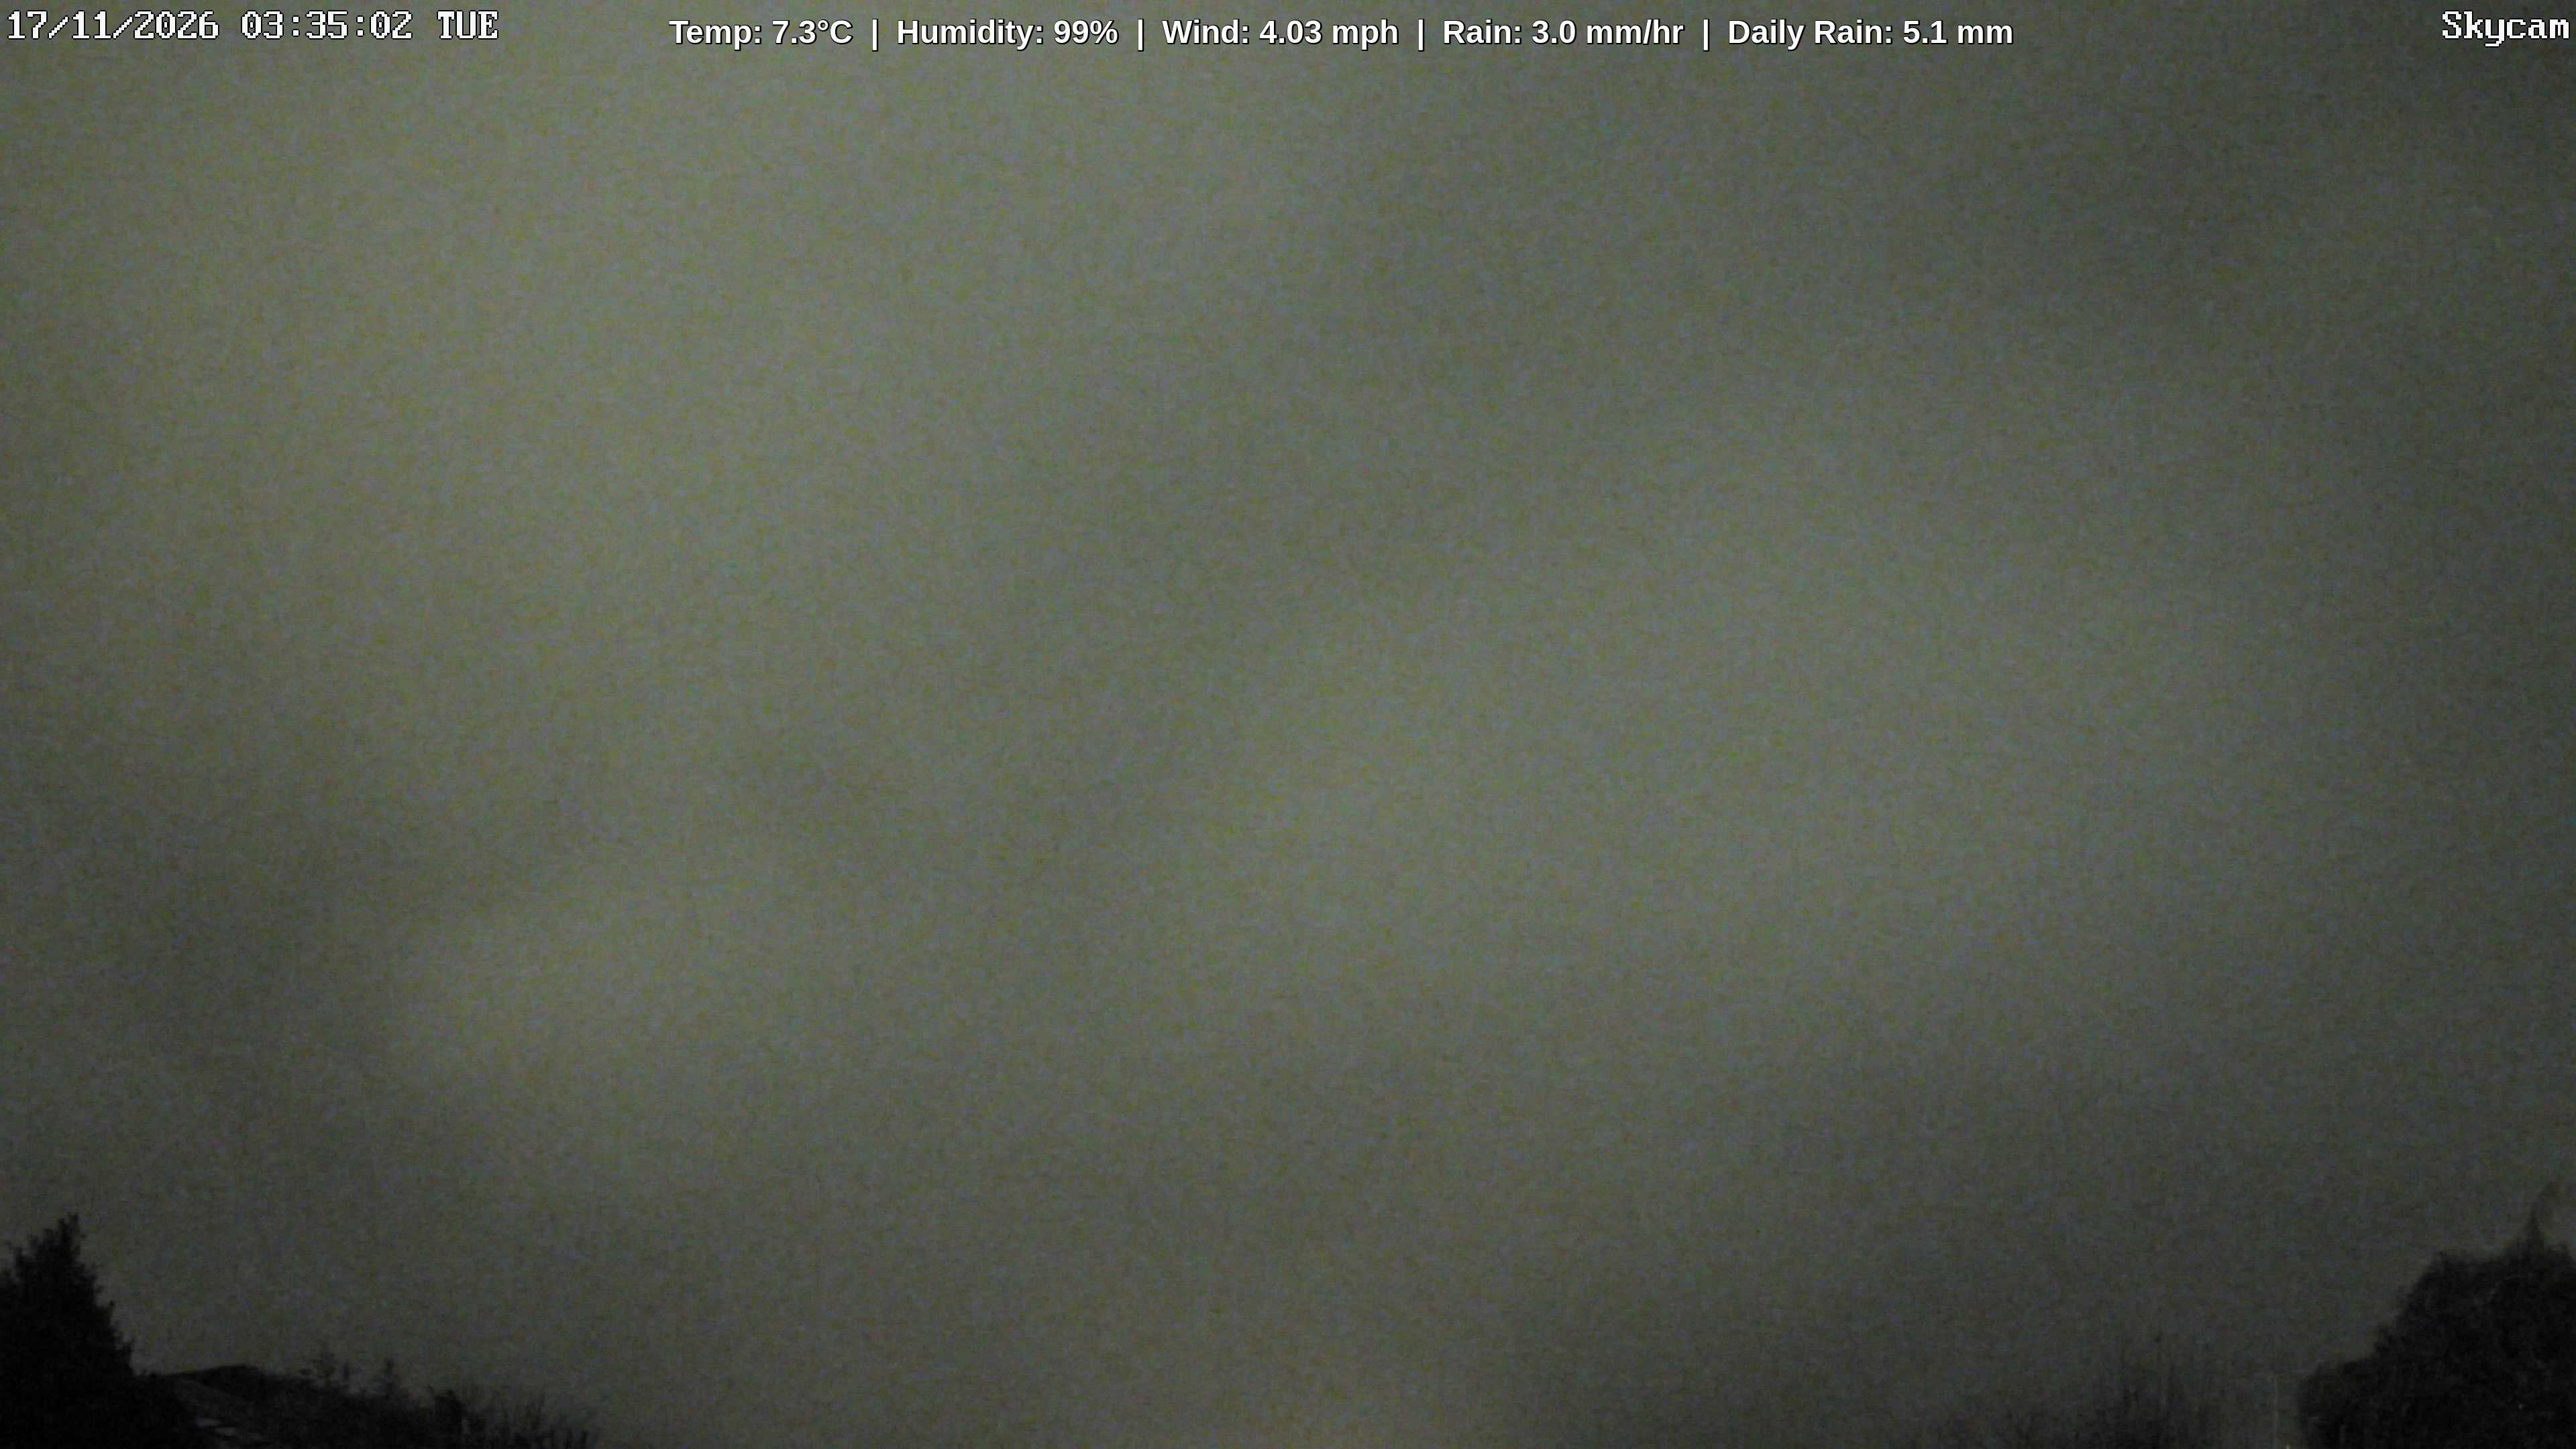 17/11/2026 03:35:02 TUE
Temp: 7.3°C | Humidity: 99% | Wind: 4.03 mph | Rain: 3.0 mm/hr | Daily Rain: 5.1 mm
Skycam